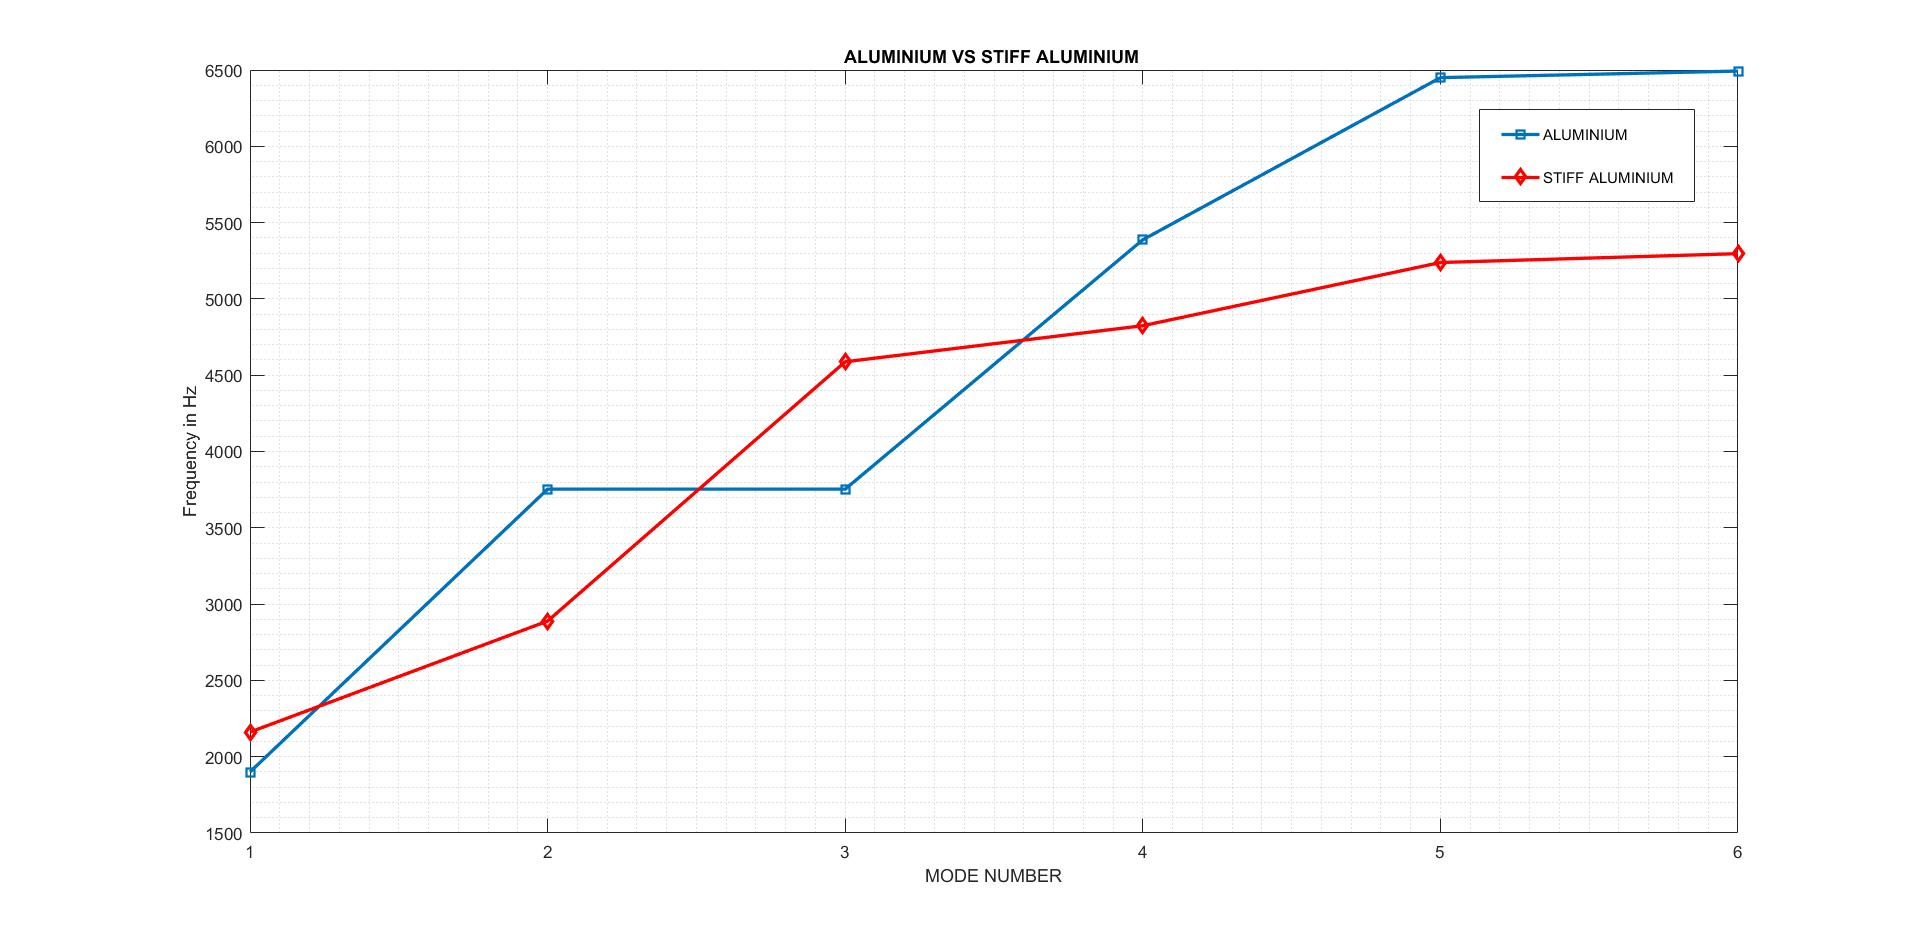 ALUMINIUM VS STIFF ALUMINIUM
6500
6000
5500
5000
4500
4000
3500
3000
2500
2000
1500
Frequency in Hz
ALUMINIUM
STIFF ALUMINIUM
1 2 3 4 5 6
MODE NUMBER